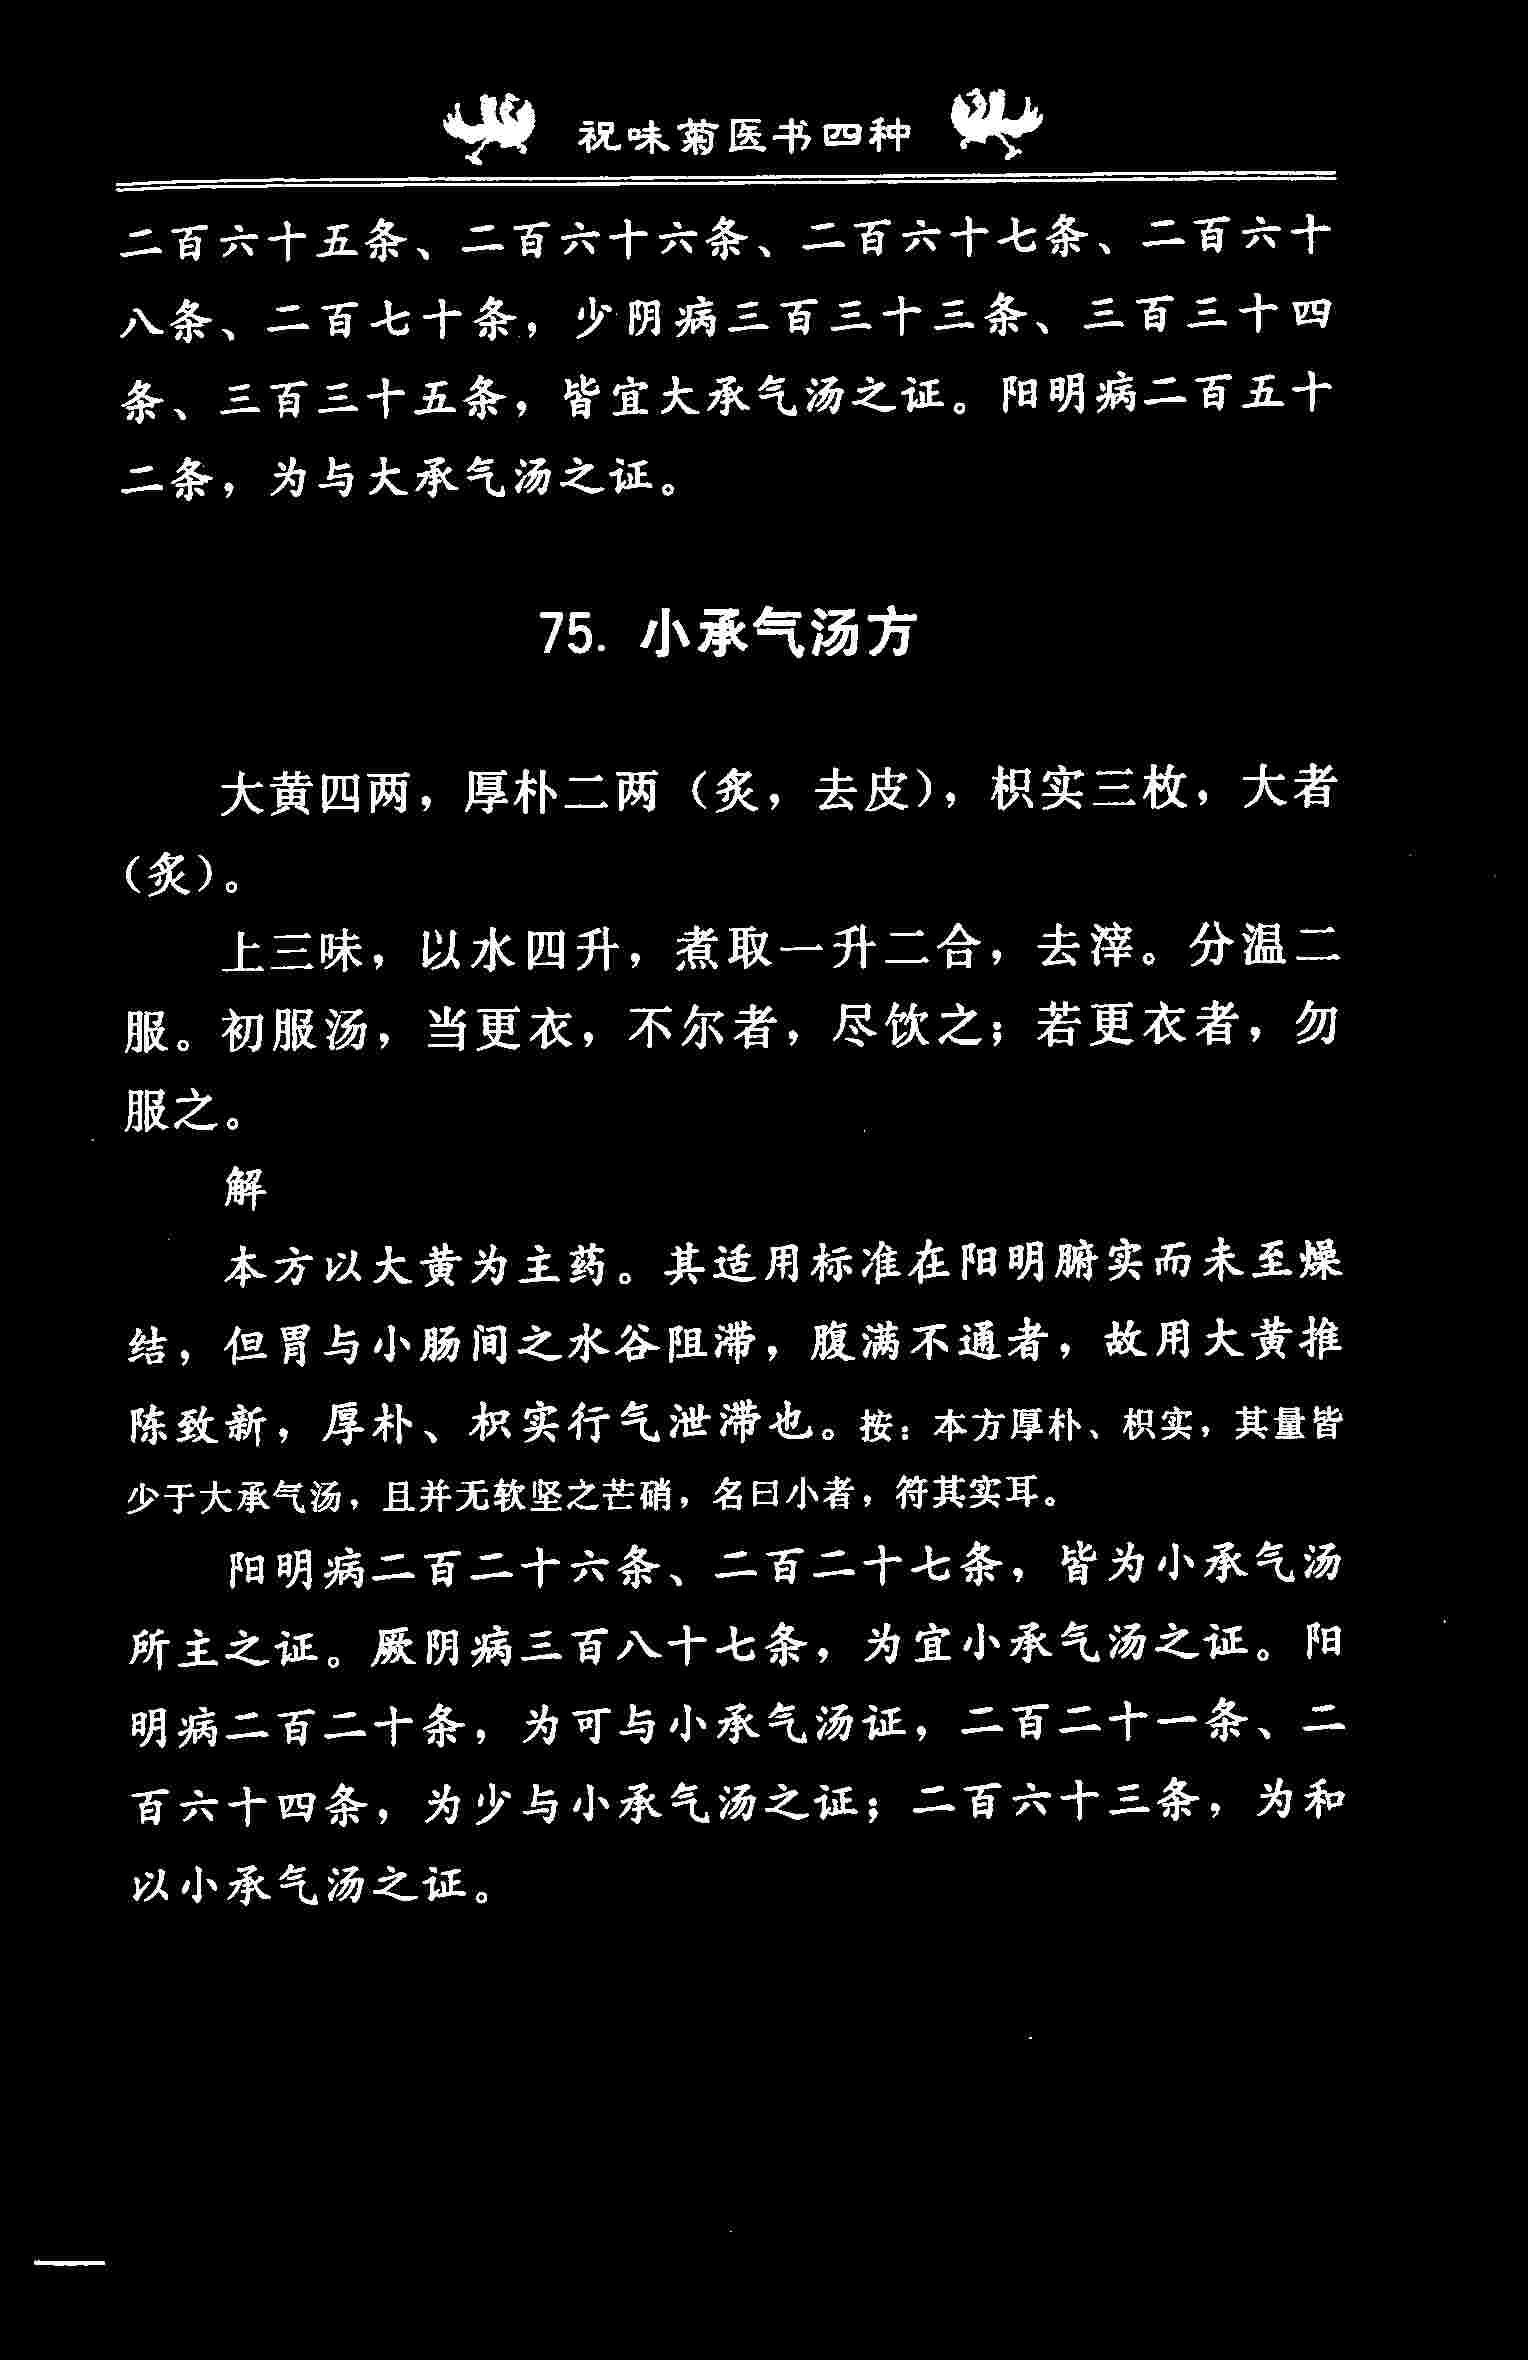 祝味菊医书四种
二百六十五条、二百六十六条、二百六十七条、二百六十
八条、二百七十条，少阴病三百三十三条、三百三十四
条、三百三十五条，皆宜大承气汤之证。阳明病二百五十
二条，为与大承气汤之证。
75. 小承气汤方
大黄四两，厚朴二两（炙，去皮），枳实三枚，大者
（炙）。
上三味，以水四升，煮取一升二合，去滓。分温二
服。初服汤，当更衣，不尔者，尽饮之；若更衣者，勿
服之。
解
本方以大黄为主药。其适用标准在阳明腑实而未至燥
结，但胃与小肠间之水谷阻滞，腹满不通者，故用大黄推
陈致新，厚朴、枳实行气泄滞也。按：本方厚朴、枳实，其量皆
少于大承气汤，且并无软坚之芒硝，名曰小者，符其实耳。
阳明病二百二十六条、二百二十七条，皆为小承气汤
所主之证。厥阴病三百八十七条，为宜小承气汤之证。阳
明病二百二十条，为可与小承气汤证，二百二十一条、二
百六十四条，为少与小承气汤之证；二百六十三条，为和
以小承气汤之证。